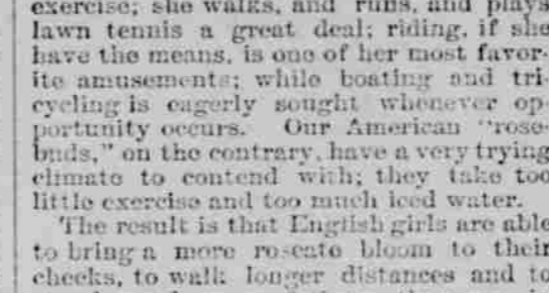 exercise; she walks, and runs, and plays
lawn tennis a great deal; riding, if she
have the means, is one of her most favor-
ite amusements; while boating and tri-
cycling is eagerly sought whenever op-
portunity occurs. Our American "rose-
buds," on the contrary, have a very trying
climate to contend with; they take too
little exercise and too much iced water.
The result is that English girls are able
to bring a more roseate bloom to their
cheeks, to walk longer distances and to